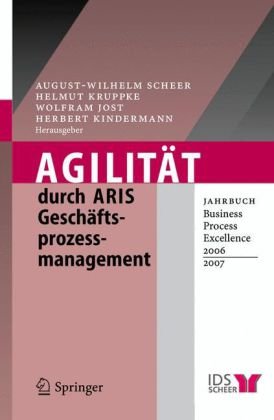 AUGUST-WILHELM SCHEER
HELMUT KRUPPKE
WOLFRAM JOST
HERBERT KINDERMANN
Herausgeber
AGILITÄT
durch ARIS
Geschäfts-
prozess-
management
JAHRBUCH
Business
Process
Excellence
2006
2007
Springer
IDS
SCHEER